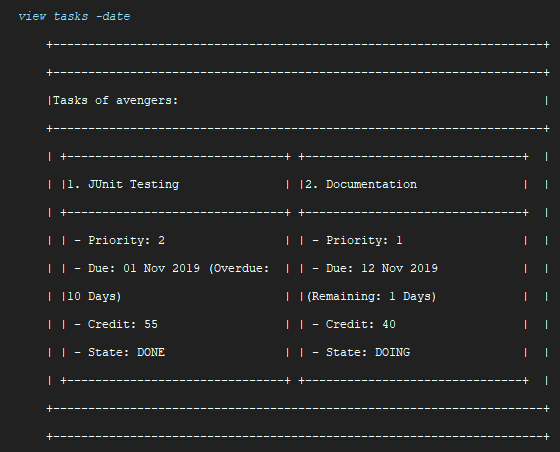 view tasks -date
Tasks of avengers:
1. JUnit Testing
- Priority: 2
- Due: 01 Nov 2019 (Overdue:
10 Days)
- Credit: 55
- State: DONE
2. Documentation
- Priority: 1
- Due: 12 Nov 2019
(Remaining: 1 Days)
- Credit: 40
- State: DOING